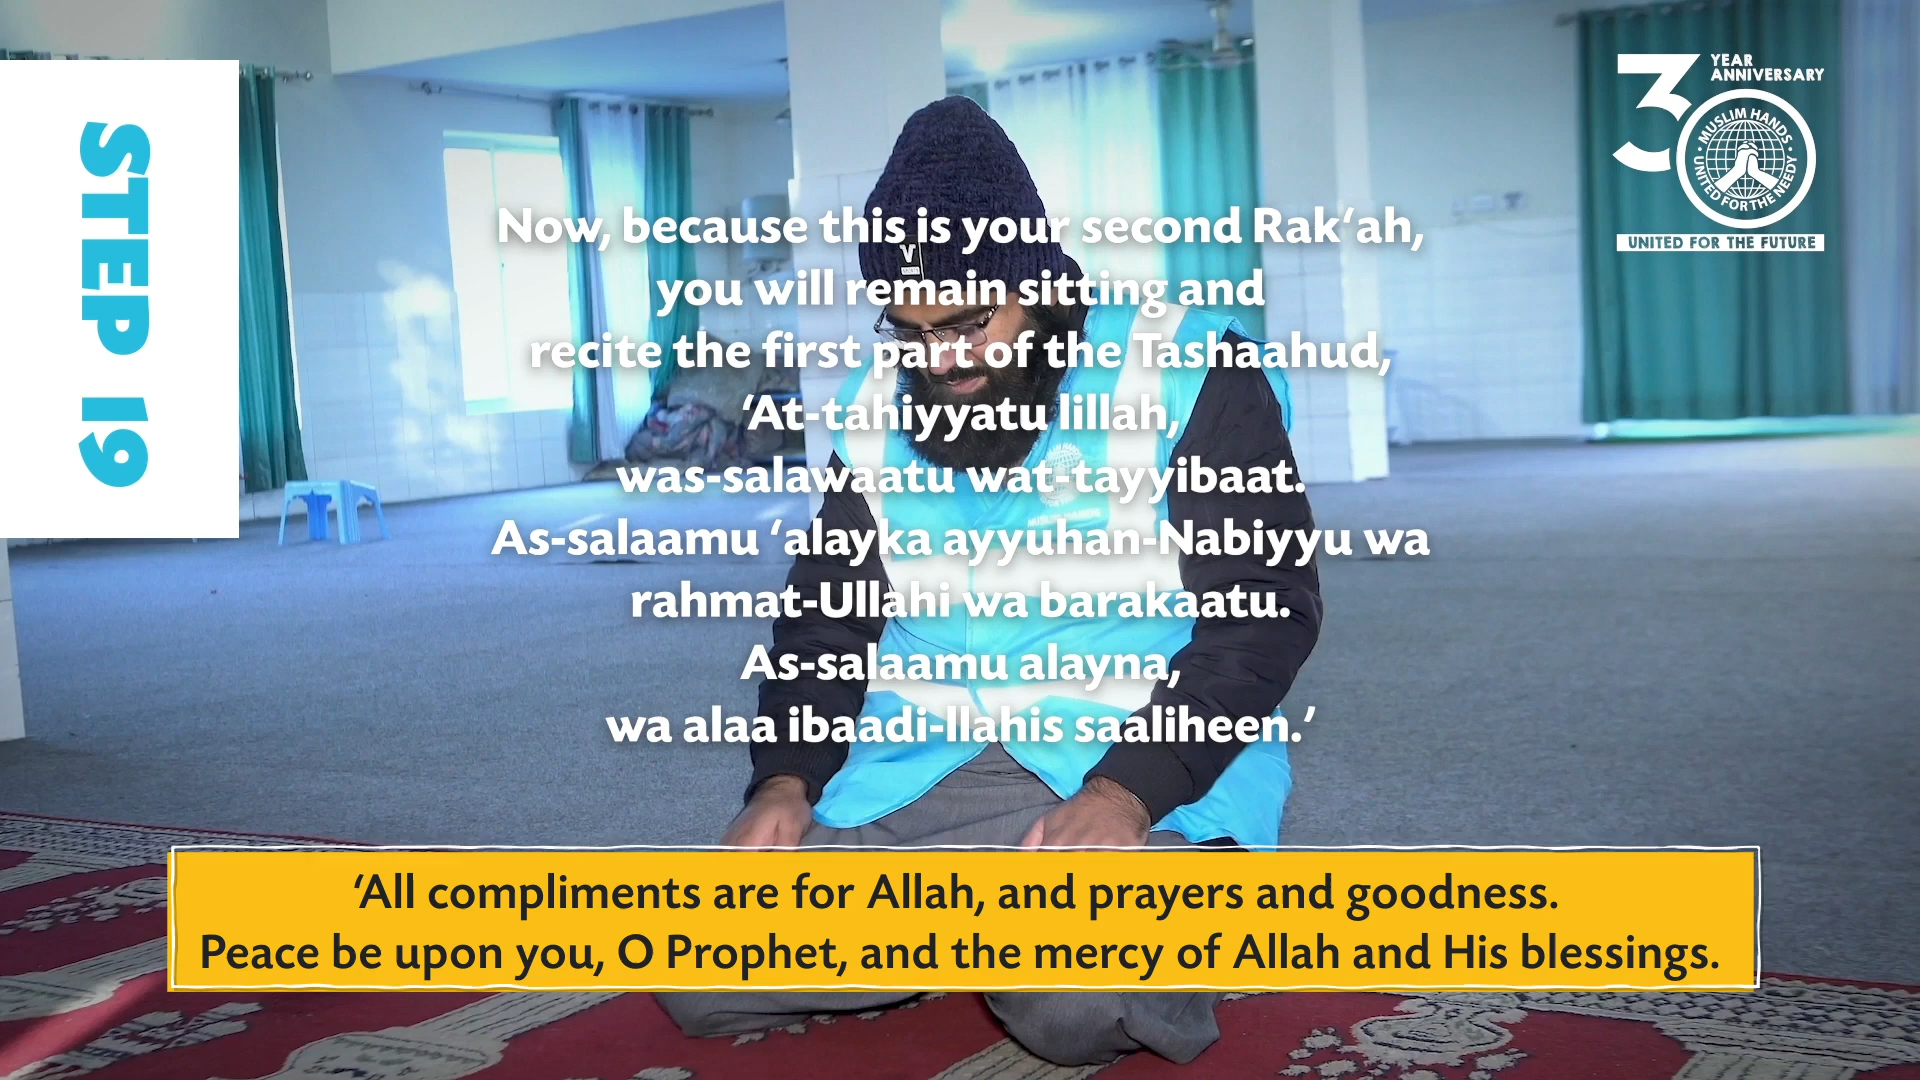 STEP 19
30 YEAR
ANNIVERSARY
MUSLIM HANDS
UNITED FOR THE NEEDY
UNITED FOR THE FUTURE
Now, because this is your second Rak‘ah,
you will remain sitting and
recite the first part of the Tashaahud,
‘At-tahiyyatu lillah,
was-salawaatu wat-tayyibaat.
As-salaamu ‘alayka ayyuhan-Nabiyyu wa
rahmat-Ullahi wa barakaatu.
As-salaamu alayna,
wa alaa ibaadi-llahis saaliheen.’
MUSLIM HANDS
‘All compliments are for Allah, and prayers and goodness.
Peace be upon you, O Prophet, and the mercy of Allah and His blessings.